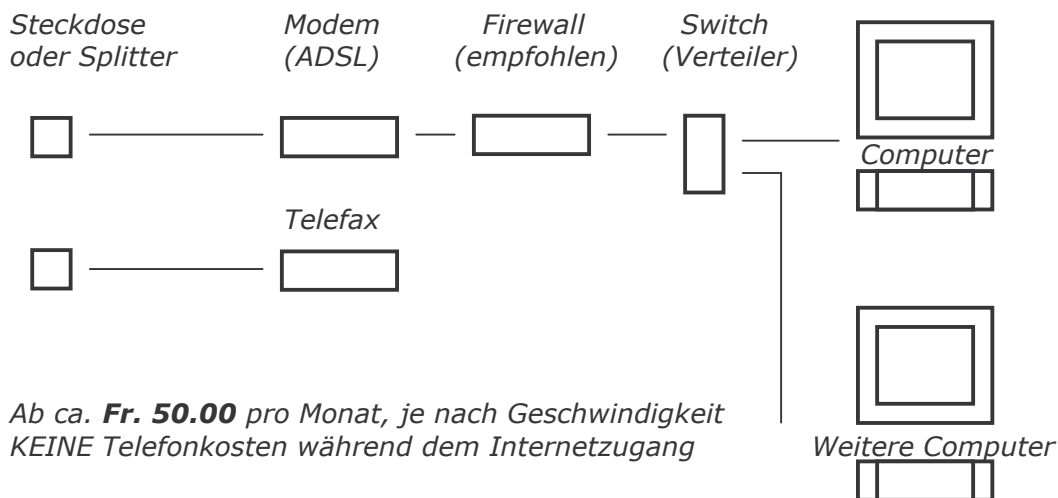 Steckdose
oder Splitter
Modem
(ADSL)
Firewall
(empfohlen)
Switch
(Verteiler)
Computer
Telefax
Ab ca. Fr. 50.00 pro Monat, je nach Geschwindigkeit
KEINE Telefonkosten während dem Internetzugang
Weitere Computer